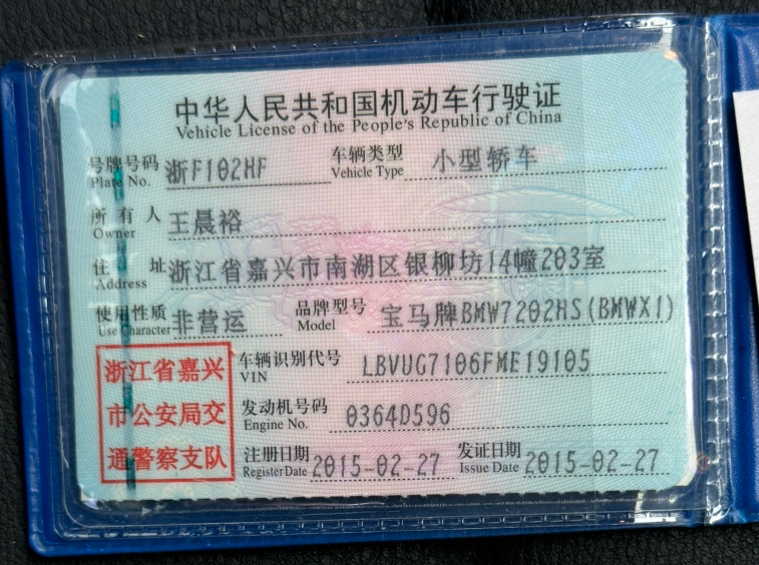 中华人民共和国机动车行驶证
Vehicle License of the People's Republic of China
号牌号码 浙F102HF 车辆类型 小型轿车
Plate No. Vehicle Type
所有人 王晨裕
Owner
住址 浙江省嘉兴市南湖区银柳坊14幢203室
Address
使用性质 非营运 品牌型号 宝马牌BMW7202HS(BMWX1)
Use Character Model
浙江省嘉兴
市公安局交
通警察支队
车辆识别代号 LBVUG7106FME19105
VIN
发动机号码 0364D596
Engine No.
注册日期 2015-02-27 发证日期 2015-02-27
Register Date Issue Date